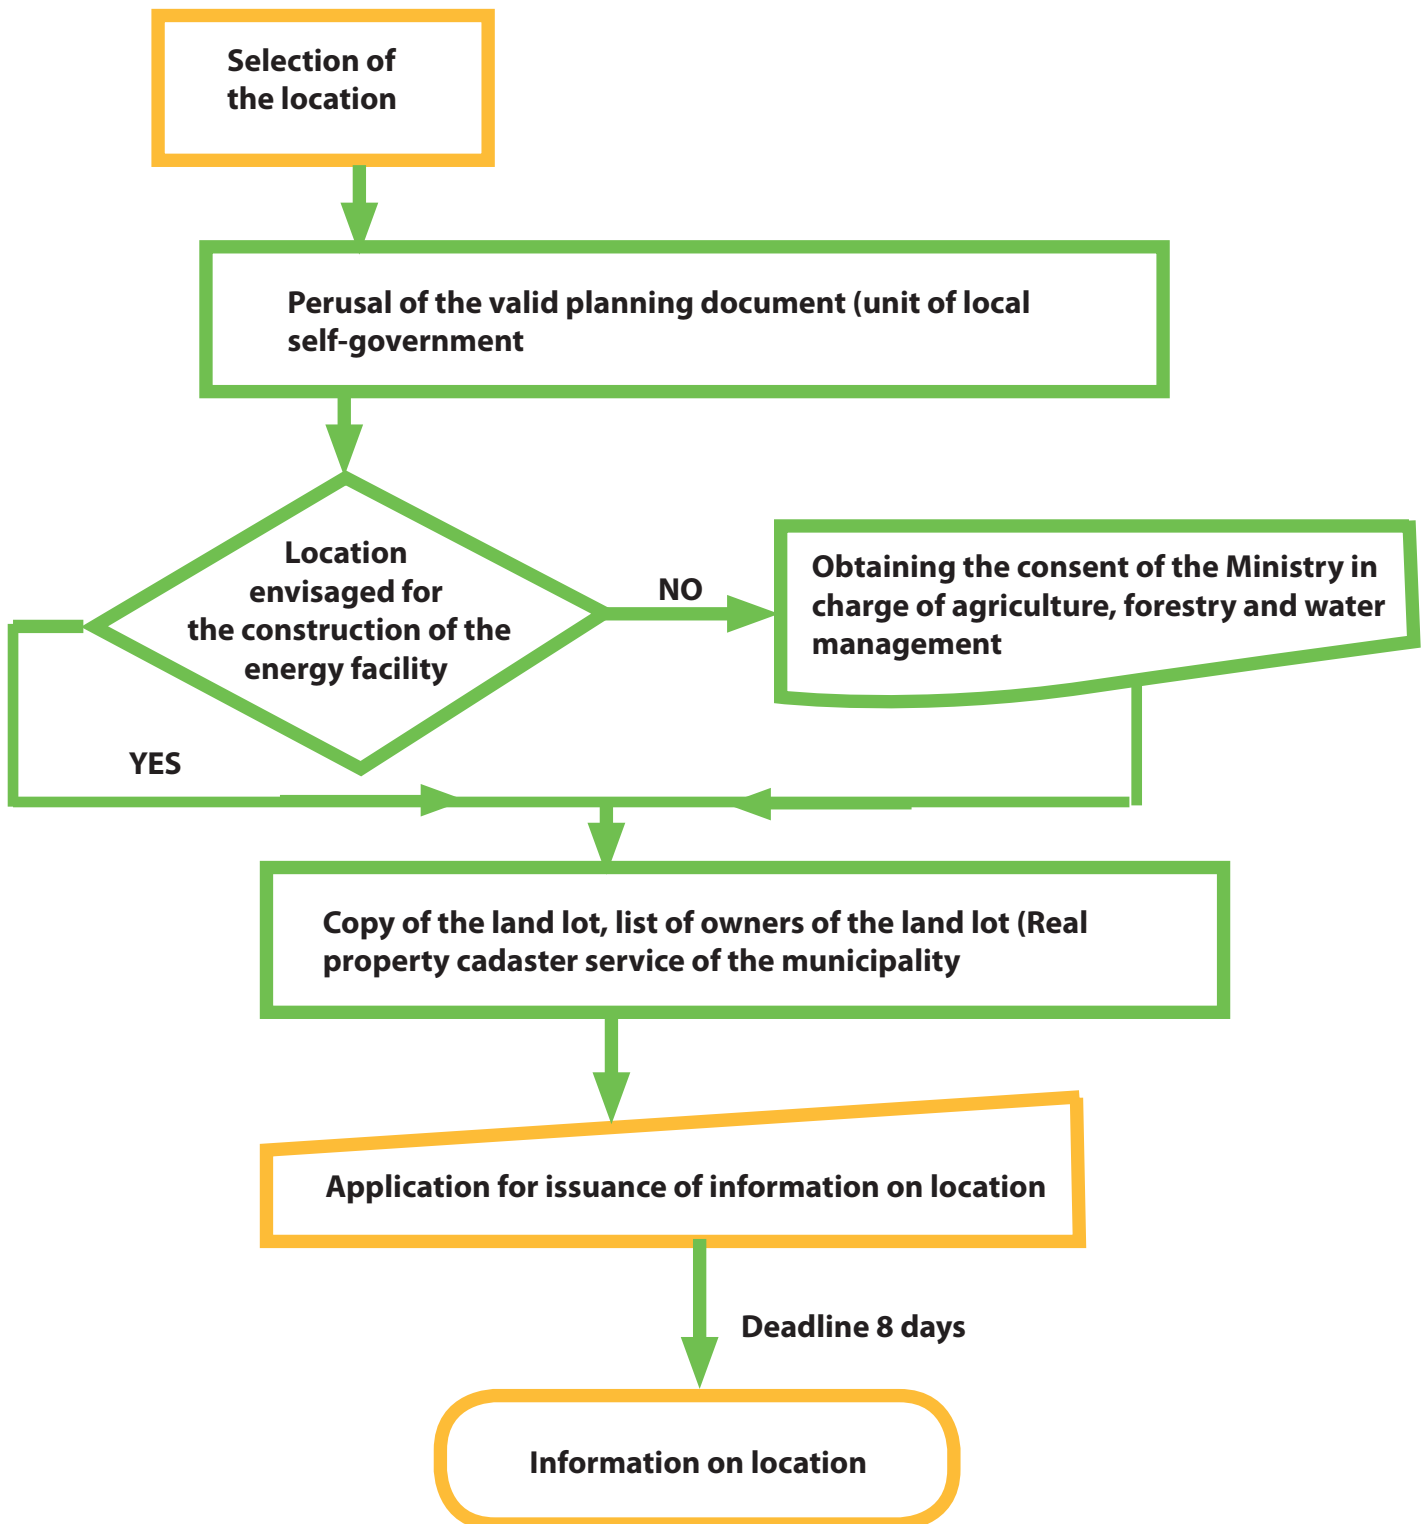 Selection of
the location
Perusal of the valid planning document (unit of local
self-government
Location
envisaged for
the construction of the
energy facility
NO
Obtaining the consent of the Ministry in
charge of agriculture, forestry and water
management
YES
Copy of the land lot, list of owners of the land lot (Real
property cadaster service of the municipality
Application for issuance of information on location
Deadline 8 days
Information on location